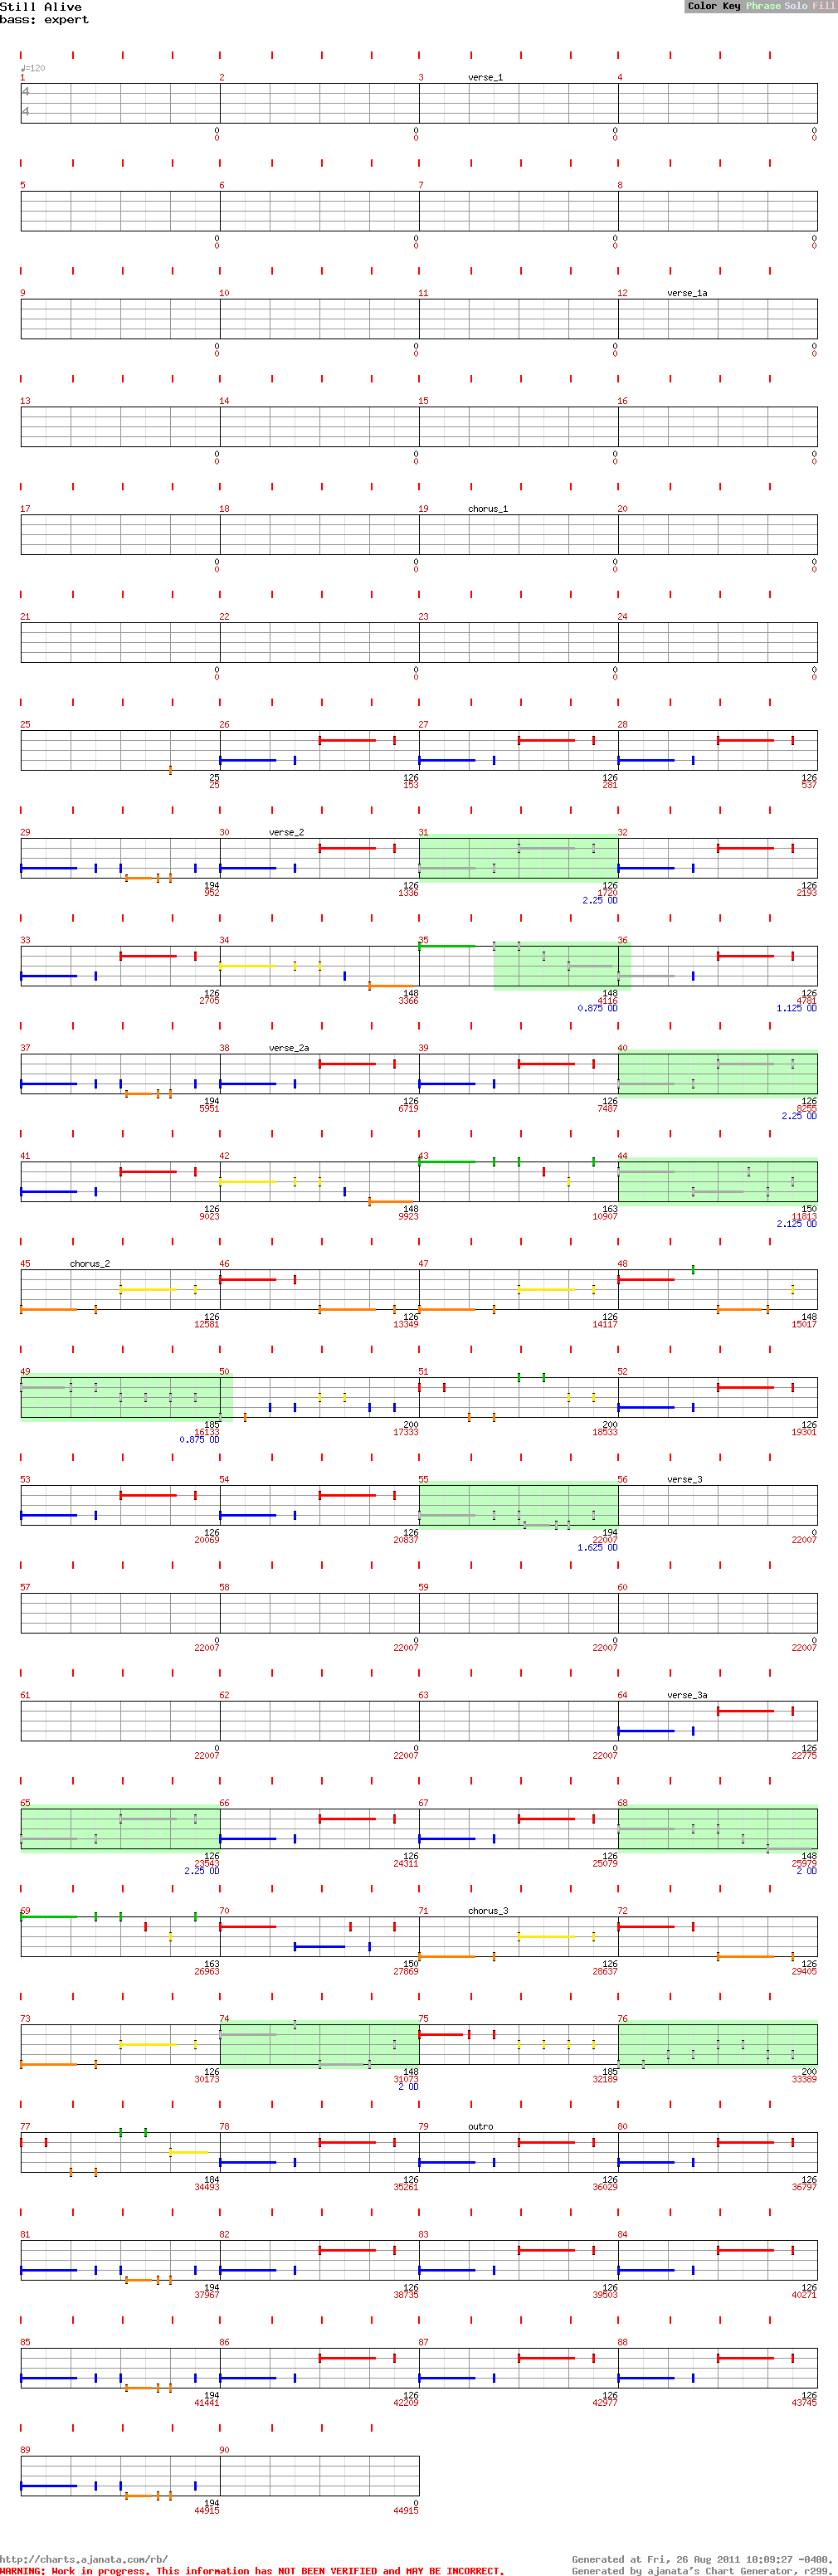 Still Alive
bass: expert
Color Key Phrase Solo Fill
♩=120
1 2 3 verse_1 4
4
4
0 0 0 0
0 0 0 0
5 6 7 8
0 0 0 0
0 0 0 0
9 10 11 12 verse_1a
0 0 0 0
0 0 0 0
13 14 15 16
0 0 0 0
0 0 0 0
17 18 19 chorus_1 20
0 0 0 0
0 0 0 0
21 22 23 24
0 0 0 0
0 0 0 0
25 26 27 28
25 126 126 126
25 153 281 537
29 30 verse_2 31 32
194 126 126 126
952 1336 1720 2193
2.25 OD
33 34 35 36
126 148 148 126
2705 3366 4116 4781
0.875 OD 1.125 OD
37 38 verse_2a 39 40
194 126 126 126
5951 6719 7487 8255
2.25 OD
41 42 43 44
126 148 163 150
9023 9923 10907 11813
2.125 OD
45 chorus_2 46 47 48
126 126 126 148
12581 13349 14117 15017
49 50 51 52
185 200 200 126
16133 17333 18533 19301
0.875 OD
53 54 55 56 verse_3
126 126 194 0
20069 20837 22007 22007
1.625 OD
57 58 59 60
0 0 0 0
22007 22007 22007 22007
61 62 63 64 verse_3a
0 0 0 126
22007 22007 22007 22775
65 66 67 68
126 126 126 148
23543 24311 25079 25979
2.25 OD 2 OD
69 70 71 chorus_3 72
163 150 126 126
26963 27869 28637 29405
73 74 75 76
126 148 185 200
30173 31073 32189 33389
2 OD
77 78 79 outro 80
184 126 126 126
34493 35261 36029 36797
81 82 83 84
194 126 126 126
37967 38735 39503 40271
85 86 87 88
194 126 126 126
41441 42209 42977 43745
89 90
194 0
44915 44915
http://charts.ajanata.com/rb/
Generated at Fri, 26 Aug 2011 10:09:27 -0400.
WARNING: Work in progress. This information has NOT BEEN VERIFIED and MAY BE INCORRECT.
Generated by ajanata's Chart Generator, r299.